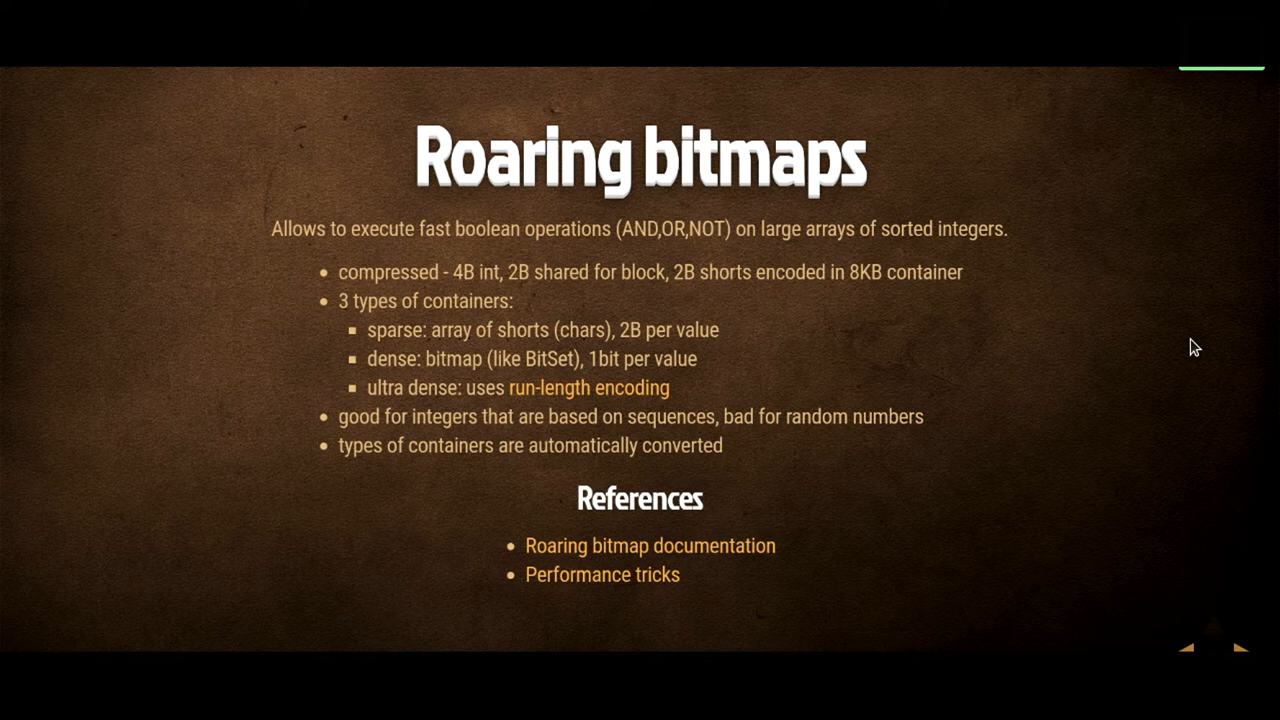 Roaring bitmaps
Allows to execute fast boolean operations (AND,OR,NOT) on large arrays of sorted integers.
compressed - 4B int, 2B shared for block, 2B shorts encoded in 8KB container
3 types of containers:
sparse: array of shorts (chars), 2B per value
dense: bitmap (like BitSet), 1bit per value
ultra dense: uses run-length encoding
good for integers that are based on sequences, bad for random numbers
types of containers are automatically converted
References
Roaring bitmap documentation
Performance tricks